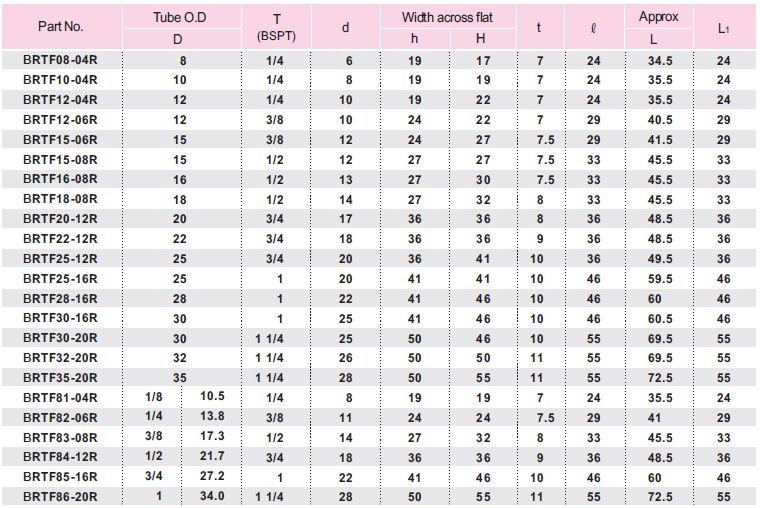 Part No. Tube O.D T (BSPT) d Width across flat t ℓ Approx L1
D h H L
BRTF08-04R 8 1/4 6 19 17 7 24 34.5 24
BRTF10-04R 10 1/4 8 19 19 7 24 35.5 24
BRTF12-04R 12 1/4 10 19 22 7 24 35.5 24
BRTF12-06R 12 3/8 10 24 22 7 29 40.5 29
BRTF15-06R 15 3/8 12 24 27 7.5 29 41.5 29
BRTF15-08R 15 1/2 12 27 27 7.5 33 45.5 33
BRTF16-08R 16 1/2 13 27 30 7.5 33 45.5 33
BRTF18-08R 18 1/2 14 27 32 8 33 45.5 33
BRTF20-12R 20 3/4 17 36 36 8 36 48.5 36
BRTF22-12R 22 3/4 18 36 36 9 36 48.5 36
BRTF25-12R 25 3/4 20 36 41 10 36 49.5 36
BRTF25-16R 25 1 20 41 41 10 46 59.5 46
BRTF28-16R 28 1 22 41 46 10 46 60 46
BRTF30-16R 30 1 25 41 46 10 46 60.5 46
BRTF30-20R 30 1 1/4 25 50 46 10 55 69.5 55
BRTF32-20R 32 1 1/4 26 50 50 11 55 69.5 55
BRTF35-20R 35 1 1/4 28 50 55 11 55 72.5 55
BRTF81-04R 1/8 10.5 1/4 8 19 19 7 24 35.5 24
BRTF82-06R 1/4 13.8 3/8 11 24 24 7.5 29 41 29
BRTF83-08R 3/8 17.3 1/2 14 27 32 8 33 45.5 33
BRTF84-12R 1/2 21.7 3/4 18 36 36 9 36 48.5 36
BRTF85-16R 3/4 27.2 1 22 41 46 10 46 60 46
BRTF86-20R 1 34.0 1 1/4 28 50 55 11 55 72.5 55